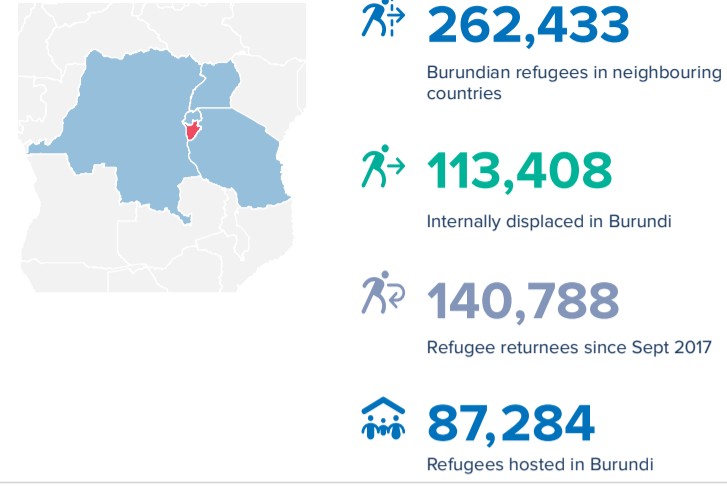 262,433
Burundian refugees in neighbouring
countries
113,408
Internally displaced in Burundi
140,788
Refugee returnees since Sept 2017
87,284
Refugees hosted in Burundi